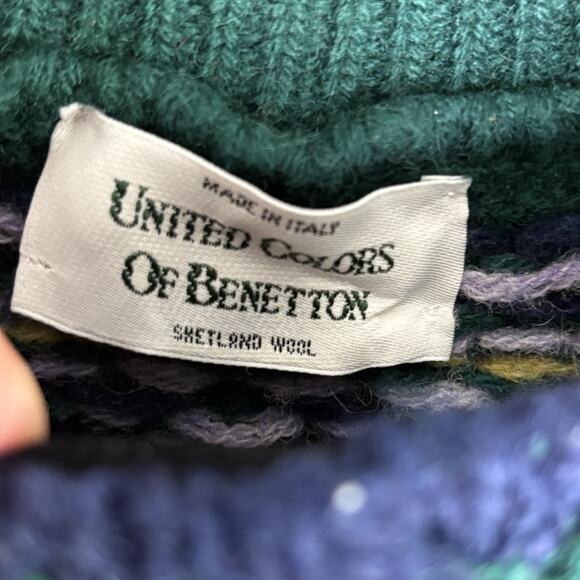 MADE IN ITALY
UNITED COLORS
OF BENETTON
SHETLAND WOOL